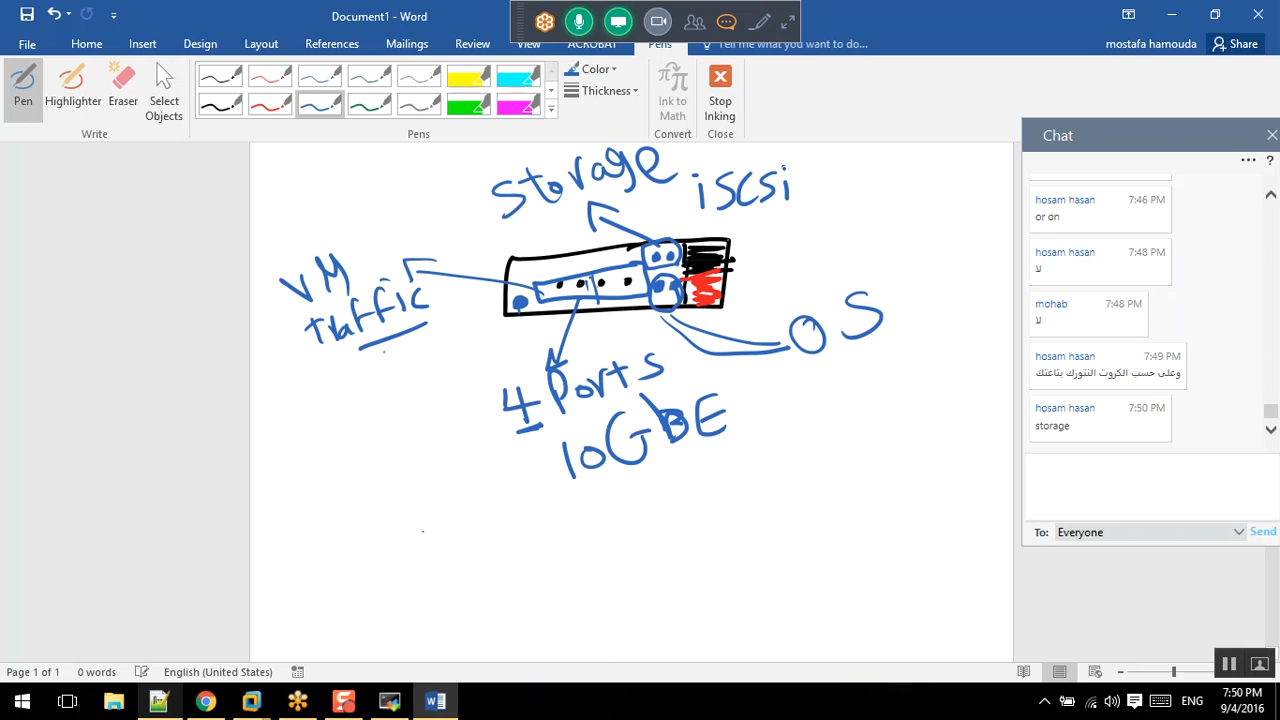 Document1 - Word
File
Home
Insert
Design
Layout
References
Mailings
Review
View
ACROBAT
Pens
Tell me what you want to do...
mostafa hamouda
Share
Pen
Highlighter
Eraser
Select Objects
Color
Thickness
Ink to Math
Stop Inking
Write
Pens
Convert
Close
Storage iscsi
VM
traffic
OS
4 Ports
10GBE
Chat
?
hosam hasan 7:46 PM
or on
hosam hasan 7:48 PM
لا
mohab 7:48 PM
لا
hosam hasan 7:49 PM
وعلى حسب الكروت النتورك بتاعتك
hosam hasan 7:50 PM
storage
To: Everyone Send
Page 1 of 1 0 words English (United States)
ENG
7:50 PM
9/4/2016